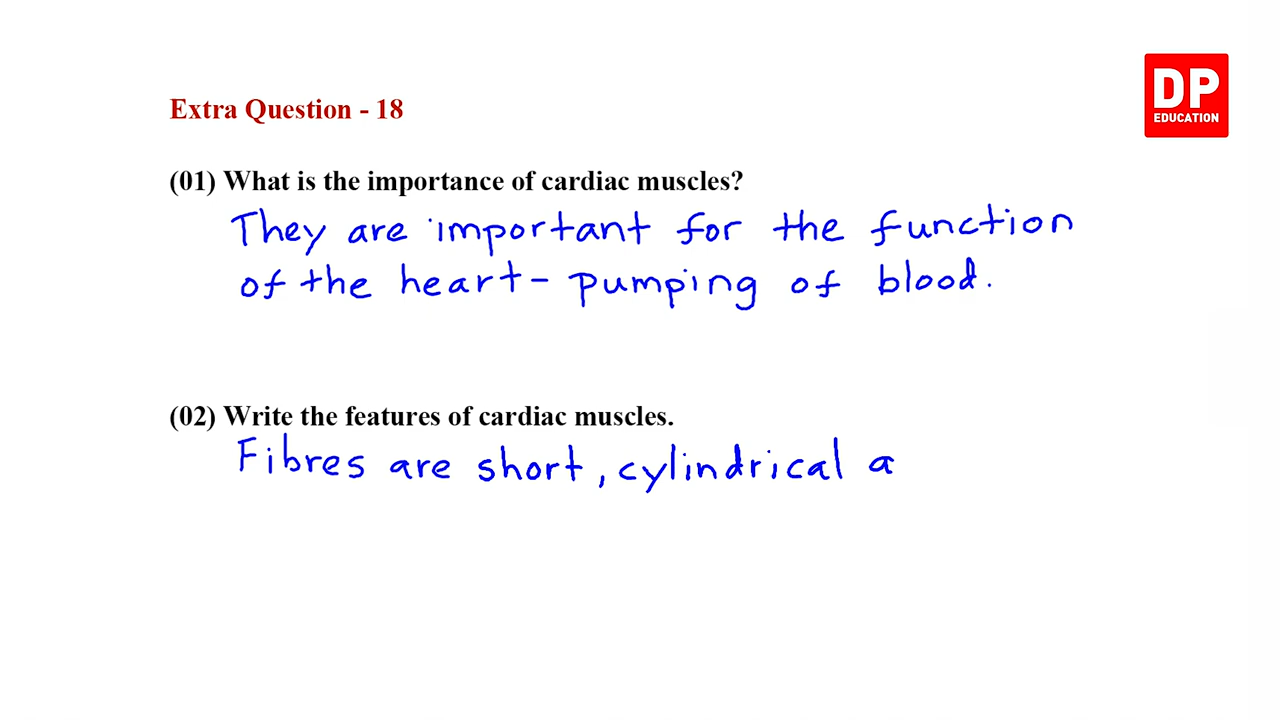 DP
EDUCATION
Extra Question - 18
(01) What is the importance of cardiac muscles?
They are important for the function
of the heart - pumping of blood.
(02) Write the features of cardiac muscles.
Fibres are short, cylindrical a